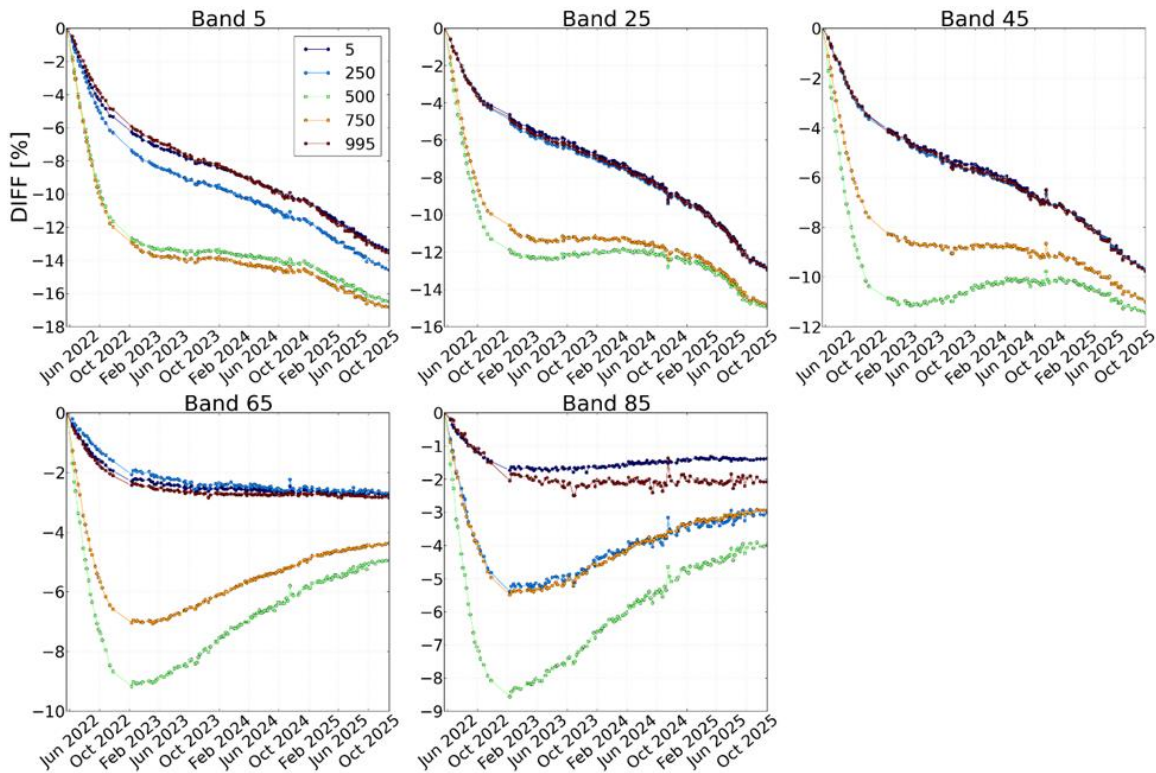 Band 5
Band 25
Band 45
DIFF [%]
0
−2
−4
−6
−8
−10
−12
−14
−16
−18
5
250
500
750
995
0
−2
−4
−6
−8
−10
−12
−14
−16
0
−2
−4
−6
−8
−10
−12
Jun 2022
Oct 2022
Feb 2023
Jun 2023
Oct 2023
Feb 2024
Jun 2024
Oct 2024
Feb 2025
Jun 2025
Oct 2025
Jun 2022
Oct 2022
Feb 2023
Jun 2023
Oct 2023
Feb 2024
Jun 2024
Oct 2024
Feb 2025
Jun 2025
Oct 2025
Jun 2022
Oct 2022
Feb 2023
Jun 2023
Oct 2023
Feb 2024
Jun 2024
Oct 2024
Feb 2025
Jun 2025
Oct 2025
Band 65
Band 85
0
−2
−4
−6
−8
−10
0
−1
−2
−3
−4
−5
−6
−7
−8
−9
Jun 2022
Oct 2022
Feb 2023
Jun 2023
Oct 2023
Feb 2024
Jun 2024
Oct 2024
Feb 2025
Jun 2025
Oct 2025
Jun 2022
Oct 2022
Feb 2023
Jun 2023
Oct 2023
Feb 2024
Jun 2024
Oct 2024
Feb 2025
Jun 2025
Oct 2025